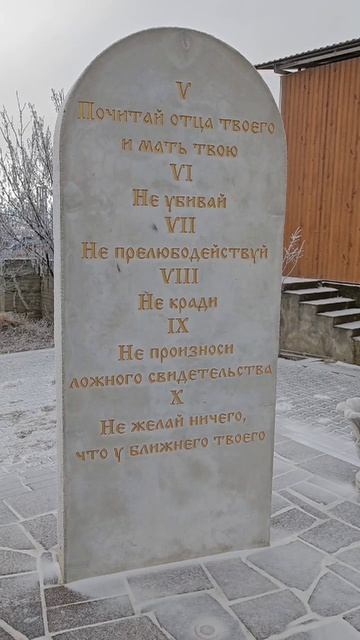 V
Почитай отца твоего
и мать твою
VI
Не убивай
VII
Не прелюбодействуй
VIII
Не кради
IX
Не произноси
ложного свидетельства
X
Не желай ничего,
что у ближнего твоего